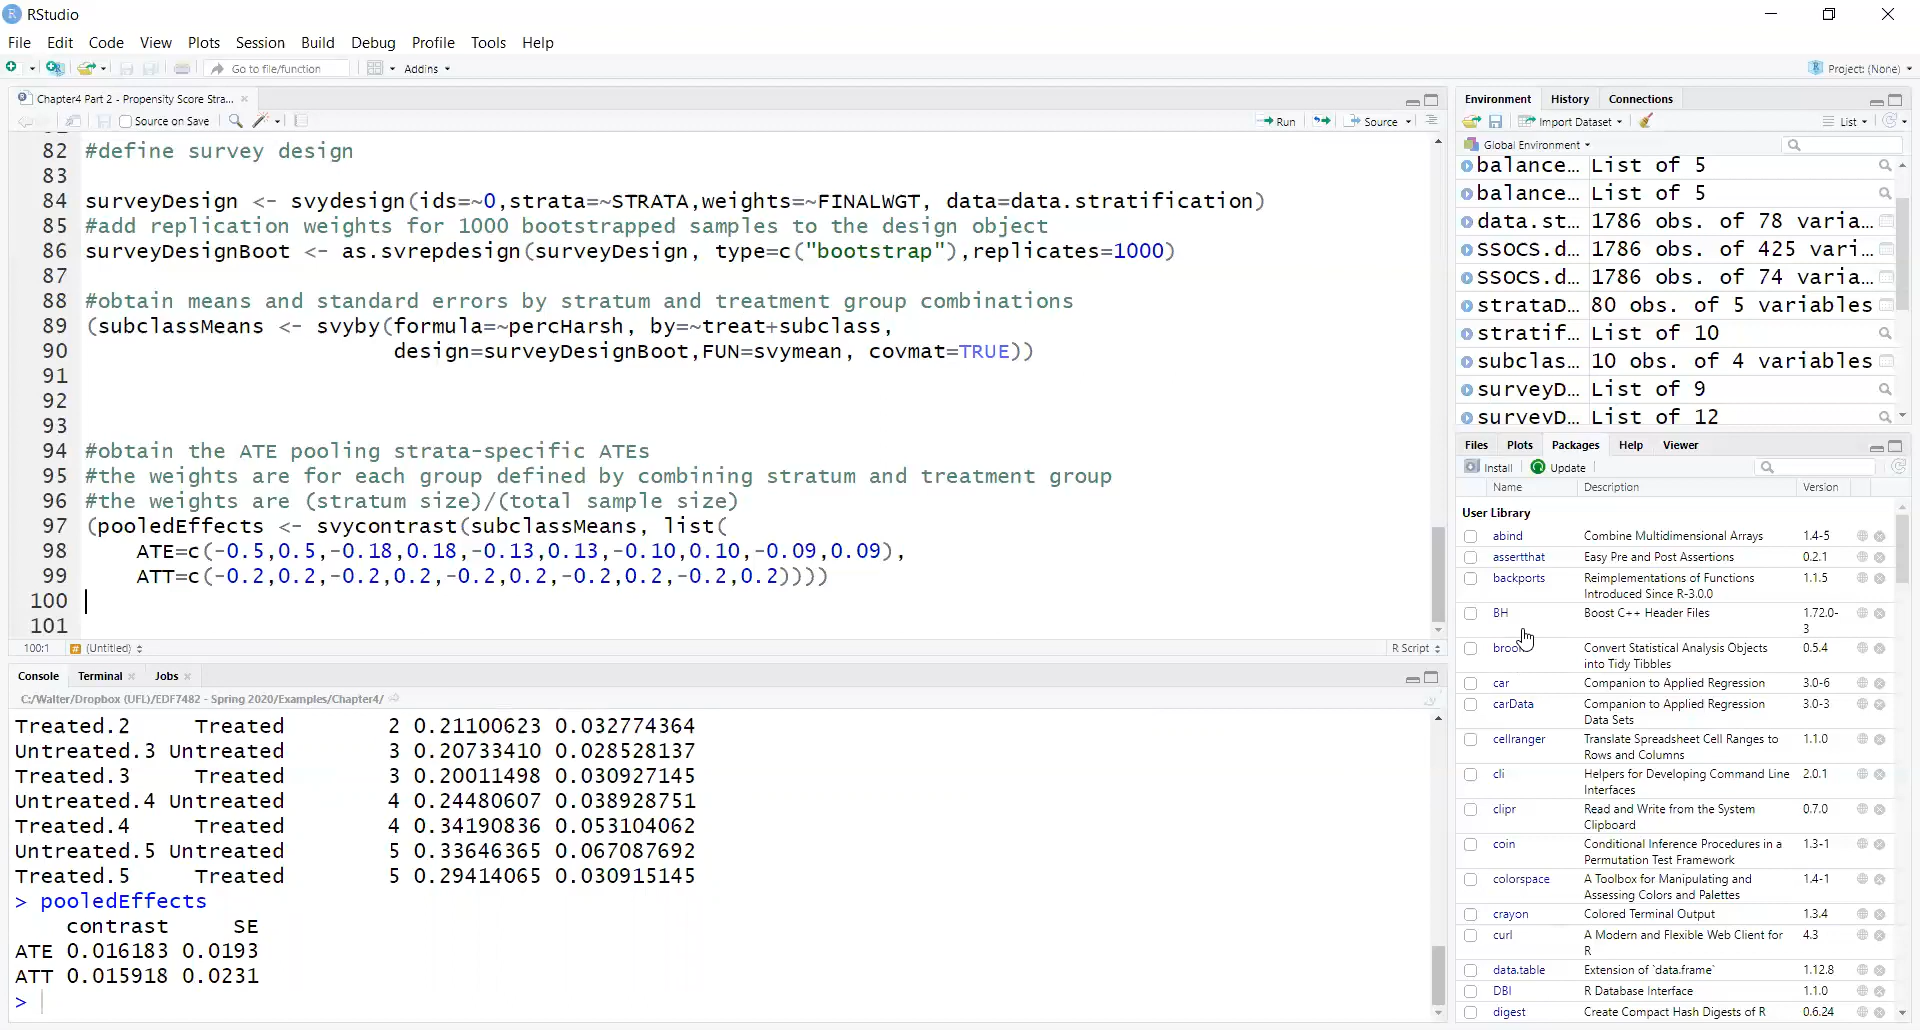 RStudio
File Edit Code View Plots Session Build Debug Profile Tools Help
Go to file/function Addins Project: (None)
Chapter4 Part 2 - Propensity Score Stra...
Source on Save Run Source
82 #define survey design
83
84 surveyDesign <- svydesign(ids=~0,strata=~STRATA,weights=~FINALWGT, data=data.stratification)
85 #add replication weights for 1000 bootstrapped samples to the design object
86 surveyDesignBoot <- as.svrepdesign(surveyDesign, type=c("bootstrap"),replicates=1000)
87
88 #obtain means and standard errors by stratum and treatment group combinations
89 (subclassMeans <- svyby(formula=~percHarsh, by=~treat+subclass,
90 design=surveyDesignBoot,FUN=svymean, covmat=TRUE))
91
92
93
94 #obtain the ATE pooling strata-specific ATEs
95 #the weights are for each group defined by combining stratum and treatment group
96 #the weights are (stratum size)/(total sample size)
97 (pooledEffects <- svycontrast(subclassMeans, list(
98 ATE=c(-0.5,0.5,-0.18,0.18,-0.13,0.13,-0.10,0.10,-0.09,0.09),
99 ATT=c(-0.2,0.2,-0.2,0.2,-0.2,0.2,-0.2,0.2,-0.2,0.2))))
100
101
100:1 (Untitled) R Script
Console Terminal Jobs
C:/Walter/Dropbox (UFL)/EDF7482 - Spring 2020/Examples/Chapter4/
Treated.2 Treated 2 0.21100623 0.032774364
Untreated.3 Untreated 3 0.20733410 0.028528137
Treated.3 Treated 3 0.20011498 0.030927145
Untreated.4 Untreated 4 0.24480607 0.038928751
Treated.4 Treated 4 0.34190836 0.053104062
Untreated.5 Untreated 5 0.33646365 0.067087692
Treated.5 Treated 5 0.29414065 0.030915145
> pooledEffects
contrast SE
ATE 0.016183 0.0193
ATT 0.015918 0.0231
>
Environment History Connections
Import Dataset List
Global Environment
balance... List of 5
balance... List of 5
data.st... 1786 obs. of 78 varia...
SSOCS.d... 1786 obs. of 425 vari...
SSOCS.d... 1786 obs. of 74 varia...
strataD... 80 obs. of 5 variables
stratif... List of 10
subclas... 10 obs. of 4 variables
surveyD... List of 9
surveyD... List of 12
Files Plots Packages Help Viewer
Install Update
Name Description Version
User Library
abind Combine Multidimensional Arrays 1.4-5
assertthat Easy Pre and Post Assertions 0.2.1
backports Reimplementations of Functions 1.1.5
Introduced Since R-3.0.0
BH Boost C++ Header Files 1.72.0-
3
Convert Statistical Analysis Objects 0.5.4
into Tidy Tibbles
car Companion to Applied Regression 3.0-6
carData Companion to Applied Regression 3.0-3
Data Sets
cellranger Translate Spreadsheet Cell Ranges to 1.1.0
Rows and Columns
cli Helpers for Developing Command Line 2.0.1
Interfaces
clipr Read and Write from the System 0.7.0
Clipboard
coin Conditional Inference Procedures in a 1.3-1
Permutation Test Framework
colorspace A Toolbox for Manipulating and 1.4-1
Assessing Colors and Palettes
crayon Colored Terminal Output 1.3.4
curl A Modern and Flexible Web Client for 4.3
R
data.table Extension of `data.frame` 1.12.8
DBI R Database Interface 1.1.0
digest Create Compact Hash Digests of R 0.6.24